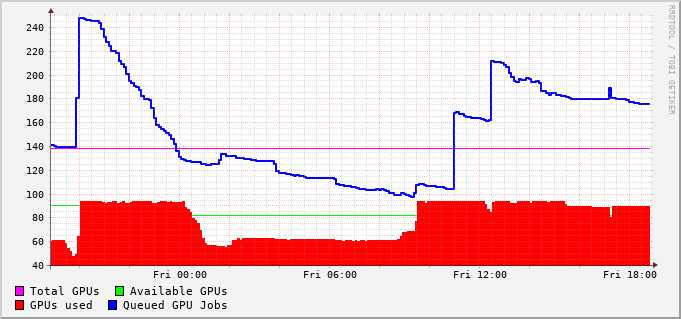 RRDTOOL / TOBI OETIKER
240
220
200
180
160
140
120
100
80
60
40
Fri 00:00 Fri 06:00 Fri 12:00 Fri 18:00
Total GPUs Available GPUs
GPUs used Queued GPU Jobs